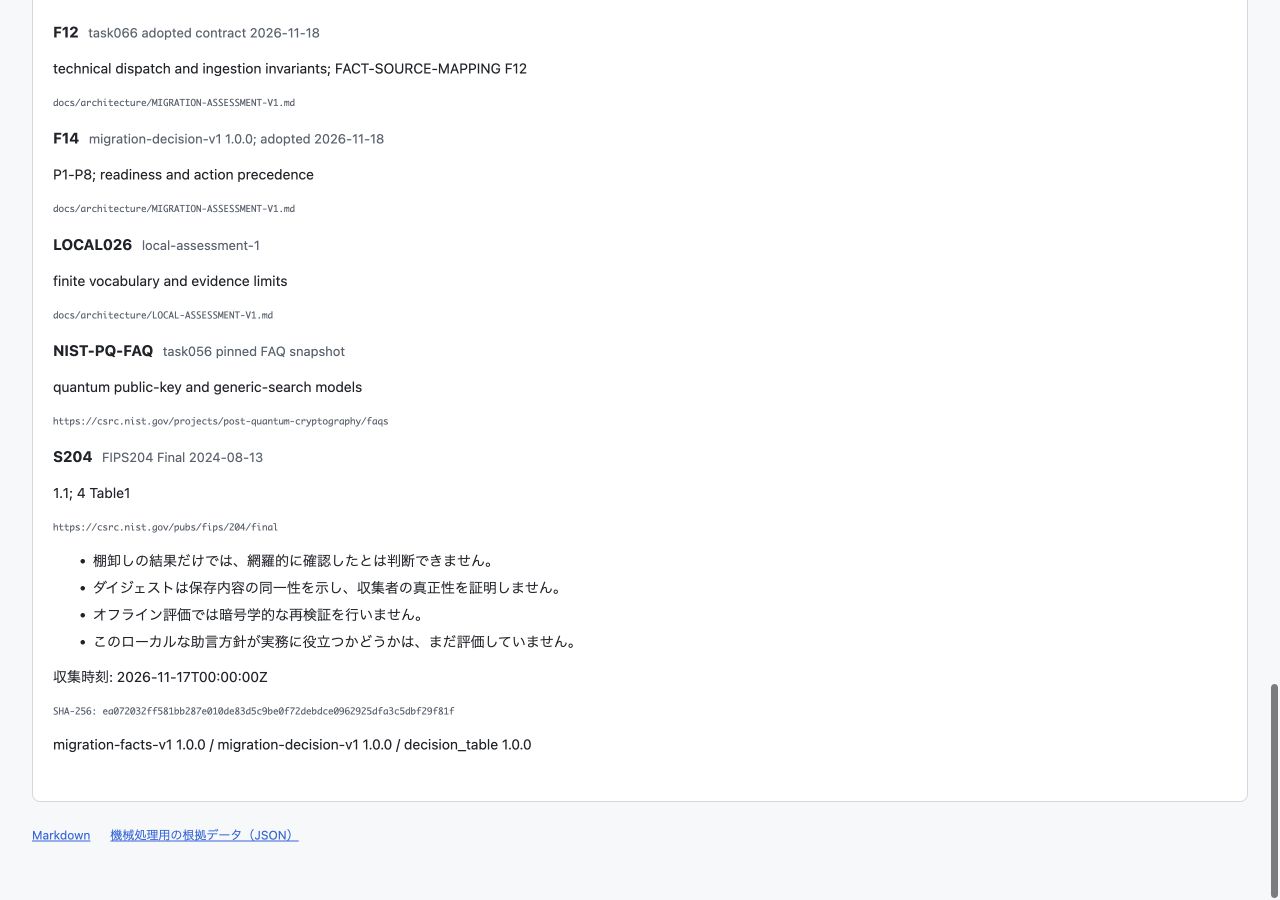 F12 task066 adopted contract 2026-11-18
technical dispatch and ingestion invariants; FACT-SOURCE-MAPPING F12
docs/architecture/MIGRATION-ASSESSMENT-V1.md
F14 migration-decision-v1 1.0.0; adopted 2026-11-18
P1-P8; readiness and action precedence
docs/architecture/MIGRATION-ASSESSMENT-V1.md
LOCAL026 local-assessment-1
finite vocabulary and evidence limits
docs/architecture/LOCAL-ASSESSMENT-V1.md
NIST-PQ-FAQ task056 pinned FAQ snapshot
quantum public-key and generic-search models
https://csrc.nist.gov/projects/post-quantum-cryptography/faqs
S204 FIPS204 Final 2024-08-13
1.1; 4 Table1
https://csrc.nist.gov/pubs/fips/204/final
• 棚卸しの結果だけでは、網羅的に確認したとは判断できません。
• ダイジェストは保存内容の同一性を示し、収集者の真正性を証明しません。
• オフライン評価では暗号学的な再検証を行いません。
• このローカルな助言方針が実務に役立つかどうかは、まだ評価していません。
収集時刻: 2026-11-17T00:00:00Z
SHA-256: ea072032ff581bb287e010de83d5c9be0f72debdce0962925dfa3c5dbf29f81f
migration-facts-v1 1.0.0 / migration-decision-v1 1.0.0 / decision_table 1.0.0
Markdown 機械処理用の根拠データ（JSON）